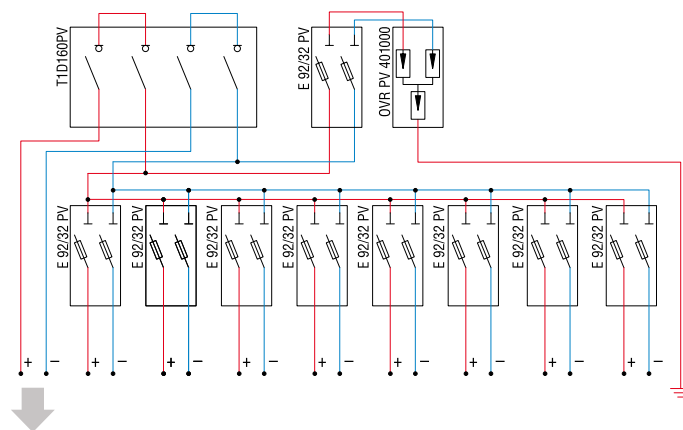 T1D160PV
E 92/32 PV
OVR PV 401000
E 92/32 PV
E 92/32 PV
E 92/32 PV
E 92/32 PV
E 92/32 PV
E 92/32 PV
E 92/32 PV
E 92/32 PV
+ − + − + − + − + − + − + − + − + −